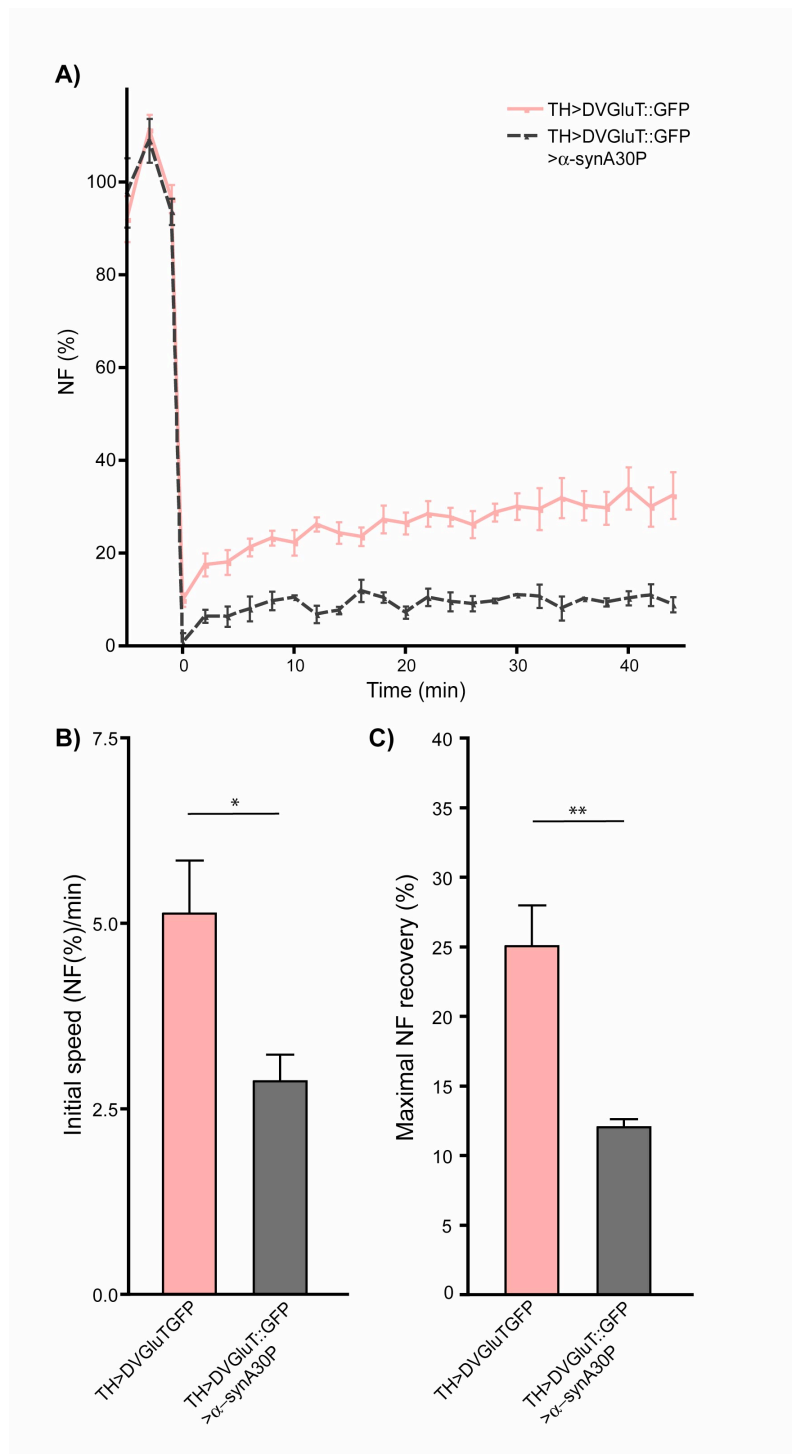 A)
TH>DVGluT::GFP
TH>DVGluT::GFP
>α-synA30P
100
80
60
40
20
0
NF (%)
0 10 20 30 40
Time (min)
B)
7.5
5.0
2.5
0.0
Initial speed (NF(%)/min)
*
TH>DVGluTGFP
TH>DVGluT::GFP
>α–synA30P
C)
40
35
30
25
20
15
10
5
0
Maximal NF recovery (%)
**
TH>DVGluTGFP
TH>DVGluT::GFP
>α–synA30P